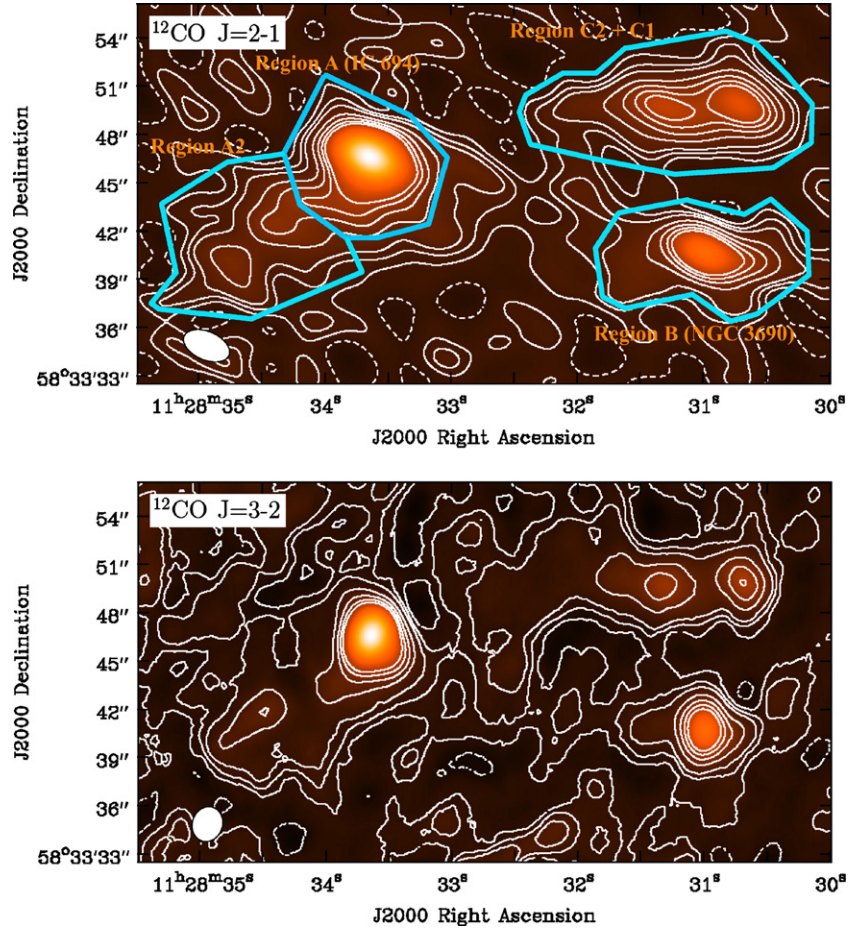 ¹²CO J=2-1
Region C2 + C1
Region A (IC 694)
Region A2
Region B (NGC 3690)
54″
51″
48″
45″
42″
39″
36″
58°33′33″
J2000 Declination
11ʰ28ᵐ35ˢ
34ˢ
33ˢ
32ˢ
31ˢ
30ˢ
J2000 Right Ascension
¹²CO J=3-2
54″
51″
48″
45″
42″
39″
36″
58°33′33″
J2000 Declination
11ʰ28ᵐ35ˢ
34ˢ
33ˢ
32ˢ
31ˢ
30ˢ
J2000 Right Ascension